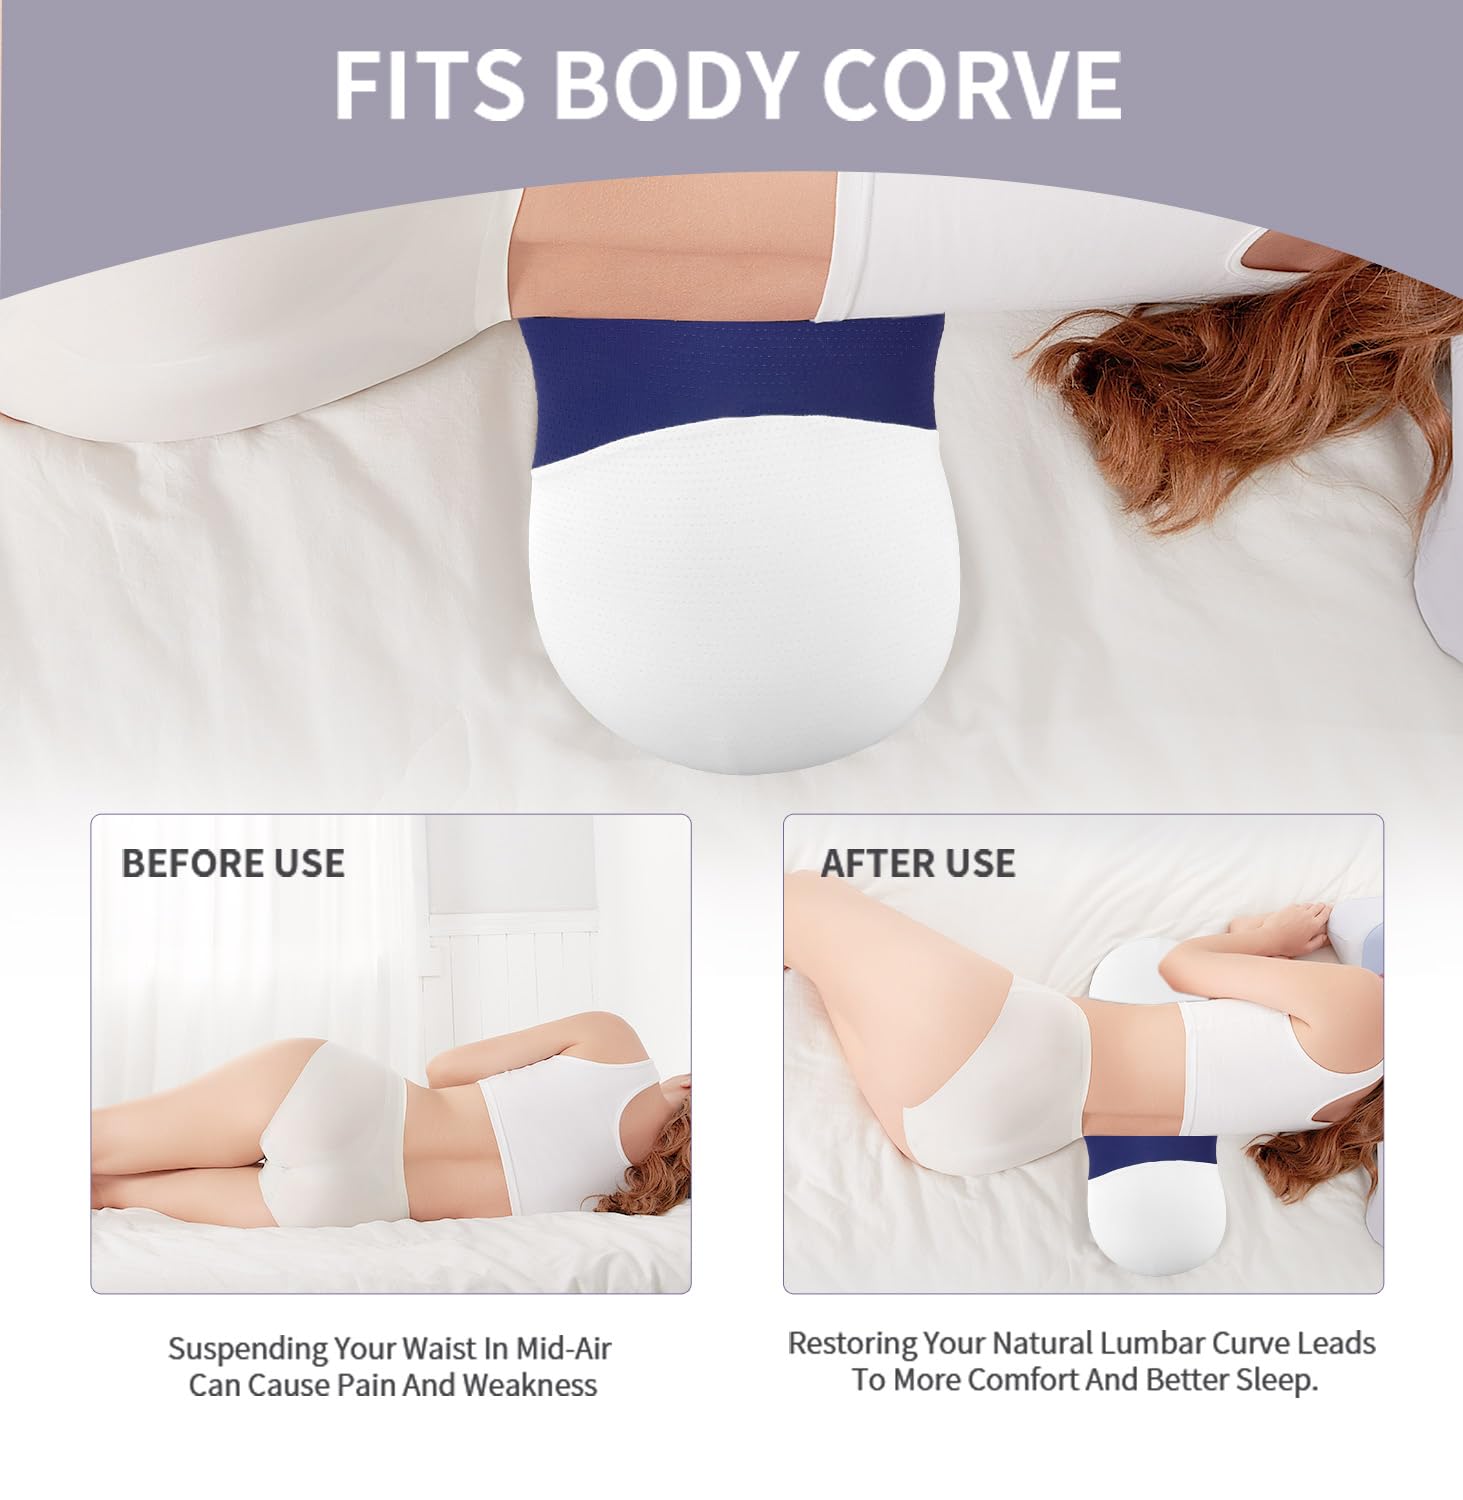 FITS BODY CORVE
BEFORE USE
AFTER USE
Suspending Your Waist In Mid-Air
Can Cause Pain And Weakness
Restoring Your Natural Lumbar Curve Leads
To More Comfort And Better Sleep.